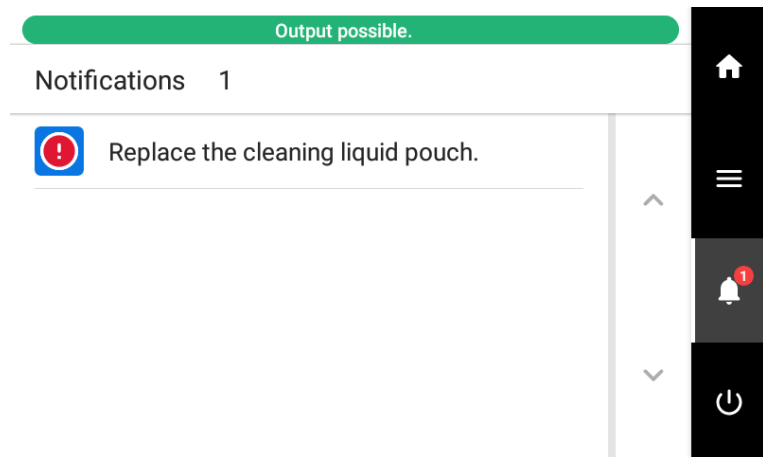 Output possible.
Notifications 1
Replace the cleaning liquid pouch.
1